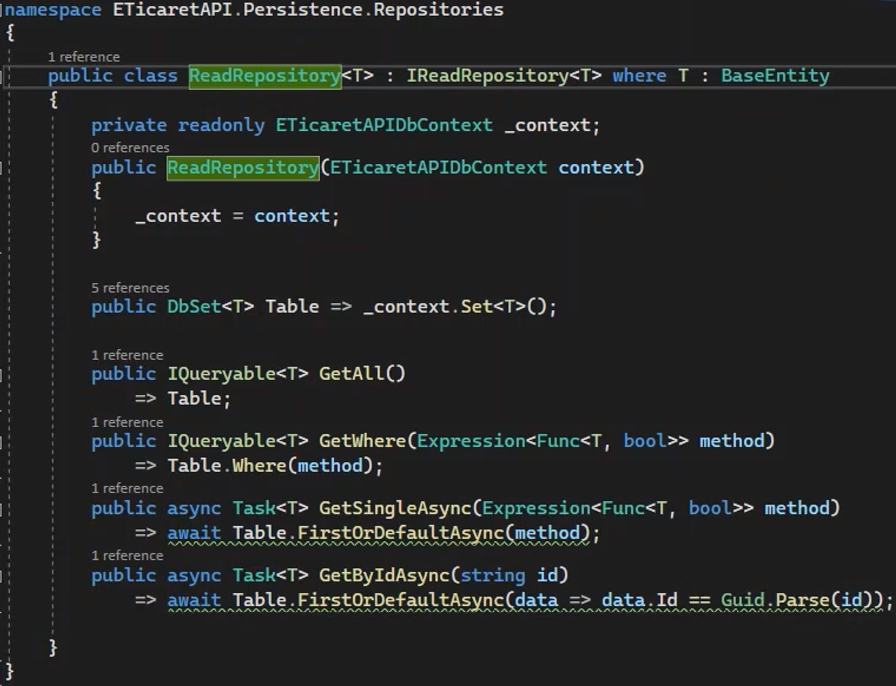 namespace ETicaretAPI.Persistence.Repositories
{
1 reference
public class ReadRepository<T> : IReadRepository<T> where T : BaseEntity
{
private readonly ETicaretAPIDbContext _context;
0 references
public ReadRepository(ETicaretAPIDbContext context)
{
_context = context;
}
5 references
public DbSet<T> Table => _context.Set<T>();
1 reference
public IQueryable<T> GetAll()
=> Table;
1 reference
public IQueryable<T> GetWhere(Expression<Func<T, bool>> method)
=> Table.Where(method);
1 reference
public async Task<T> GetSingleAsync(Expression<Func<T, bool>> method)
=> await Table.FirstOrDefaultAsync(method);
1 reference
public async Task<T> GetByIdAsync(string id)
=> await Table.FirstOrDefaultAsync(data => data.Id == Guid.Parse(id));
}
}